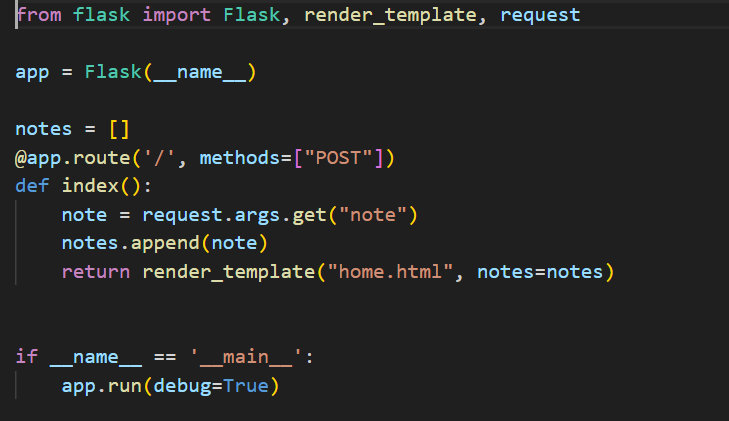 from flask import Flask, render_template, request
app = Flask(__name__)
notes = []
@app.route('/', methods=["POST"])
def index():
    note = request.args.get("note")
    notes.append(note)
    return render_template("home.html", notes=notes)
if __name__ == '__main__':
    app.run(debug=True)